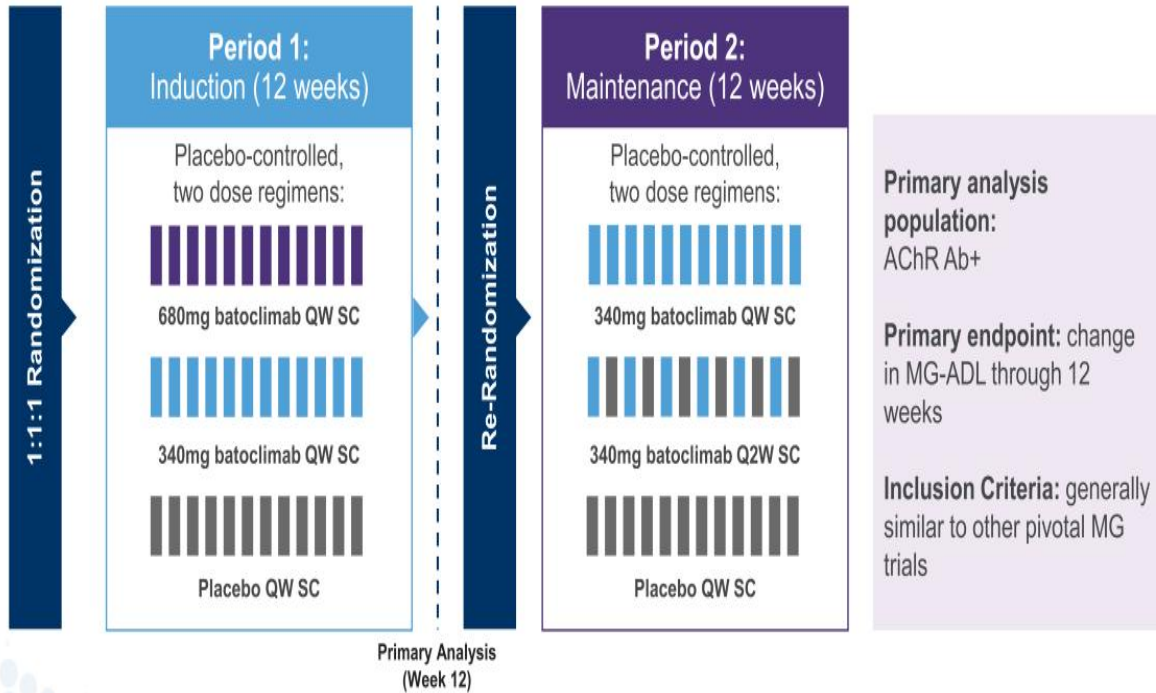 1:1:1 Randomization
Period 1:
Induction (12 weeks)
Placebo-controlled,
two dose regimens:
680mg batoclimab QW SC
340mg batoclimab QW SC
Placebo QW SC
Primary Analysis
(Week 12)
Re-Randomization
Period 2:
Maintenance (12 weeks)
Placebo-controlled,
two dose regimens:
340mg batoclimab QW SC
340mg batoclimab Q2W SC
Placebo QW SC
Primary analysis
population:
AChR Ab+
Primary endpoint: change
in MG-ADL through 12
weeks
Inclusion Criteria: generally
similar to other pivotal MG
trials